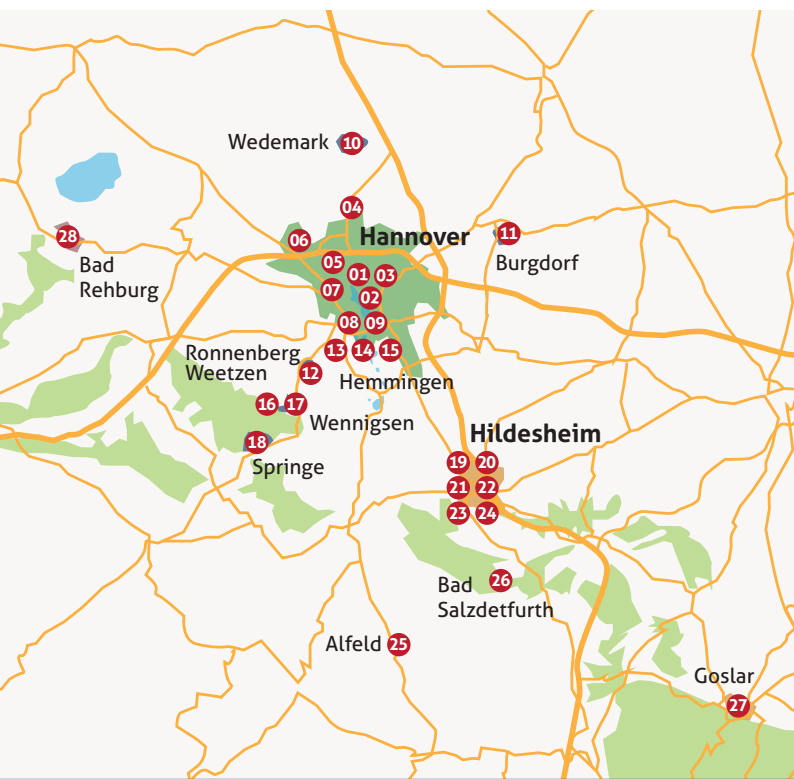 Wedemark 10
04
06
Hannover
11
28
Bad
Rehburg
Burgdorf
05
01
03
07
02
08
09
13
14
15
Ronnenberg
Weetzen
12
Hemmingen
16
17
Wennigsen
18
Springe
Hildesheim
19
20
21
22
23
24
26
Bad
Salzdetfurth
Alfeld 25
Goslar
27